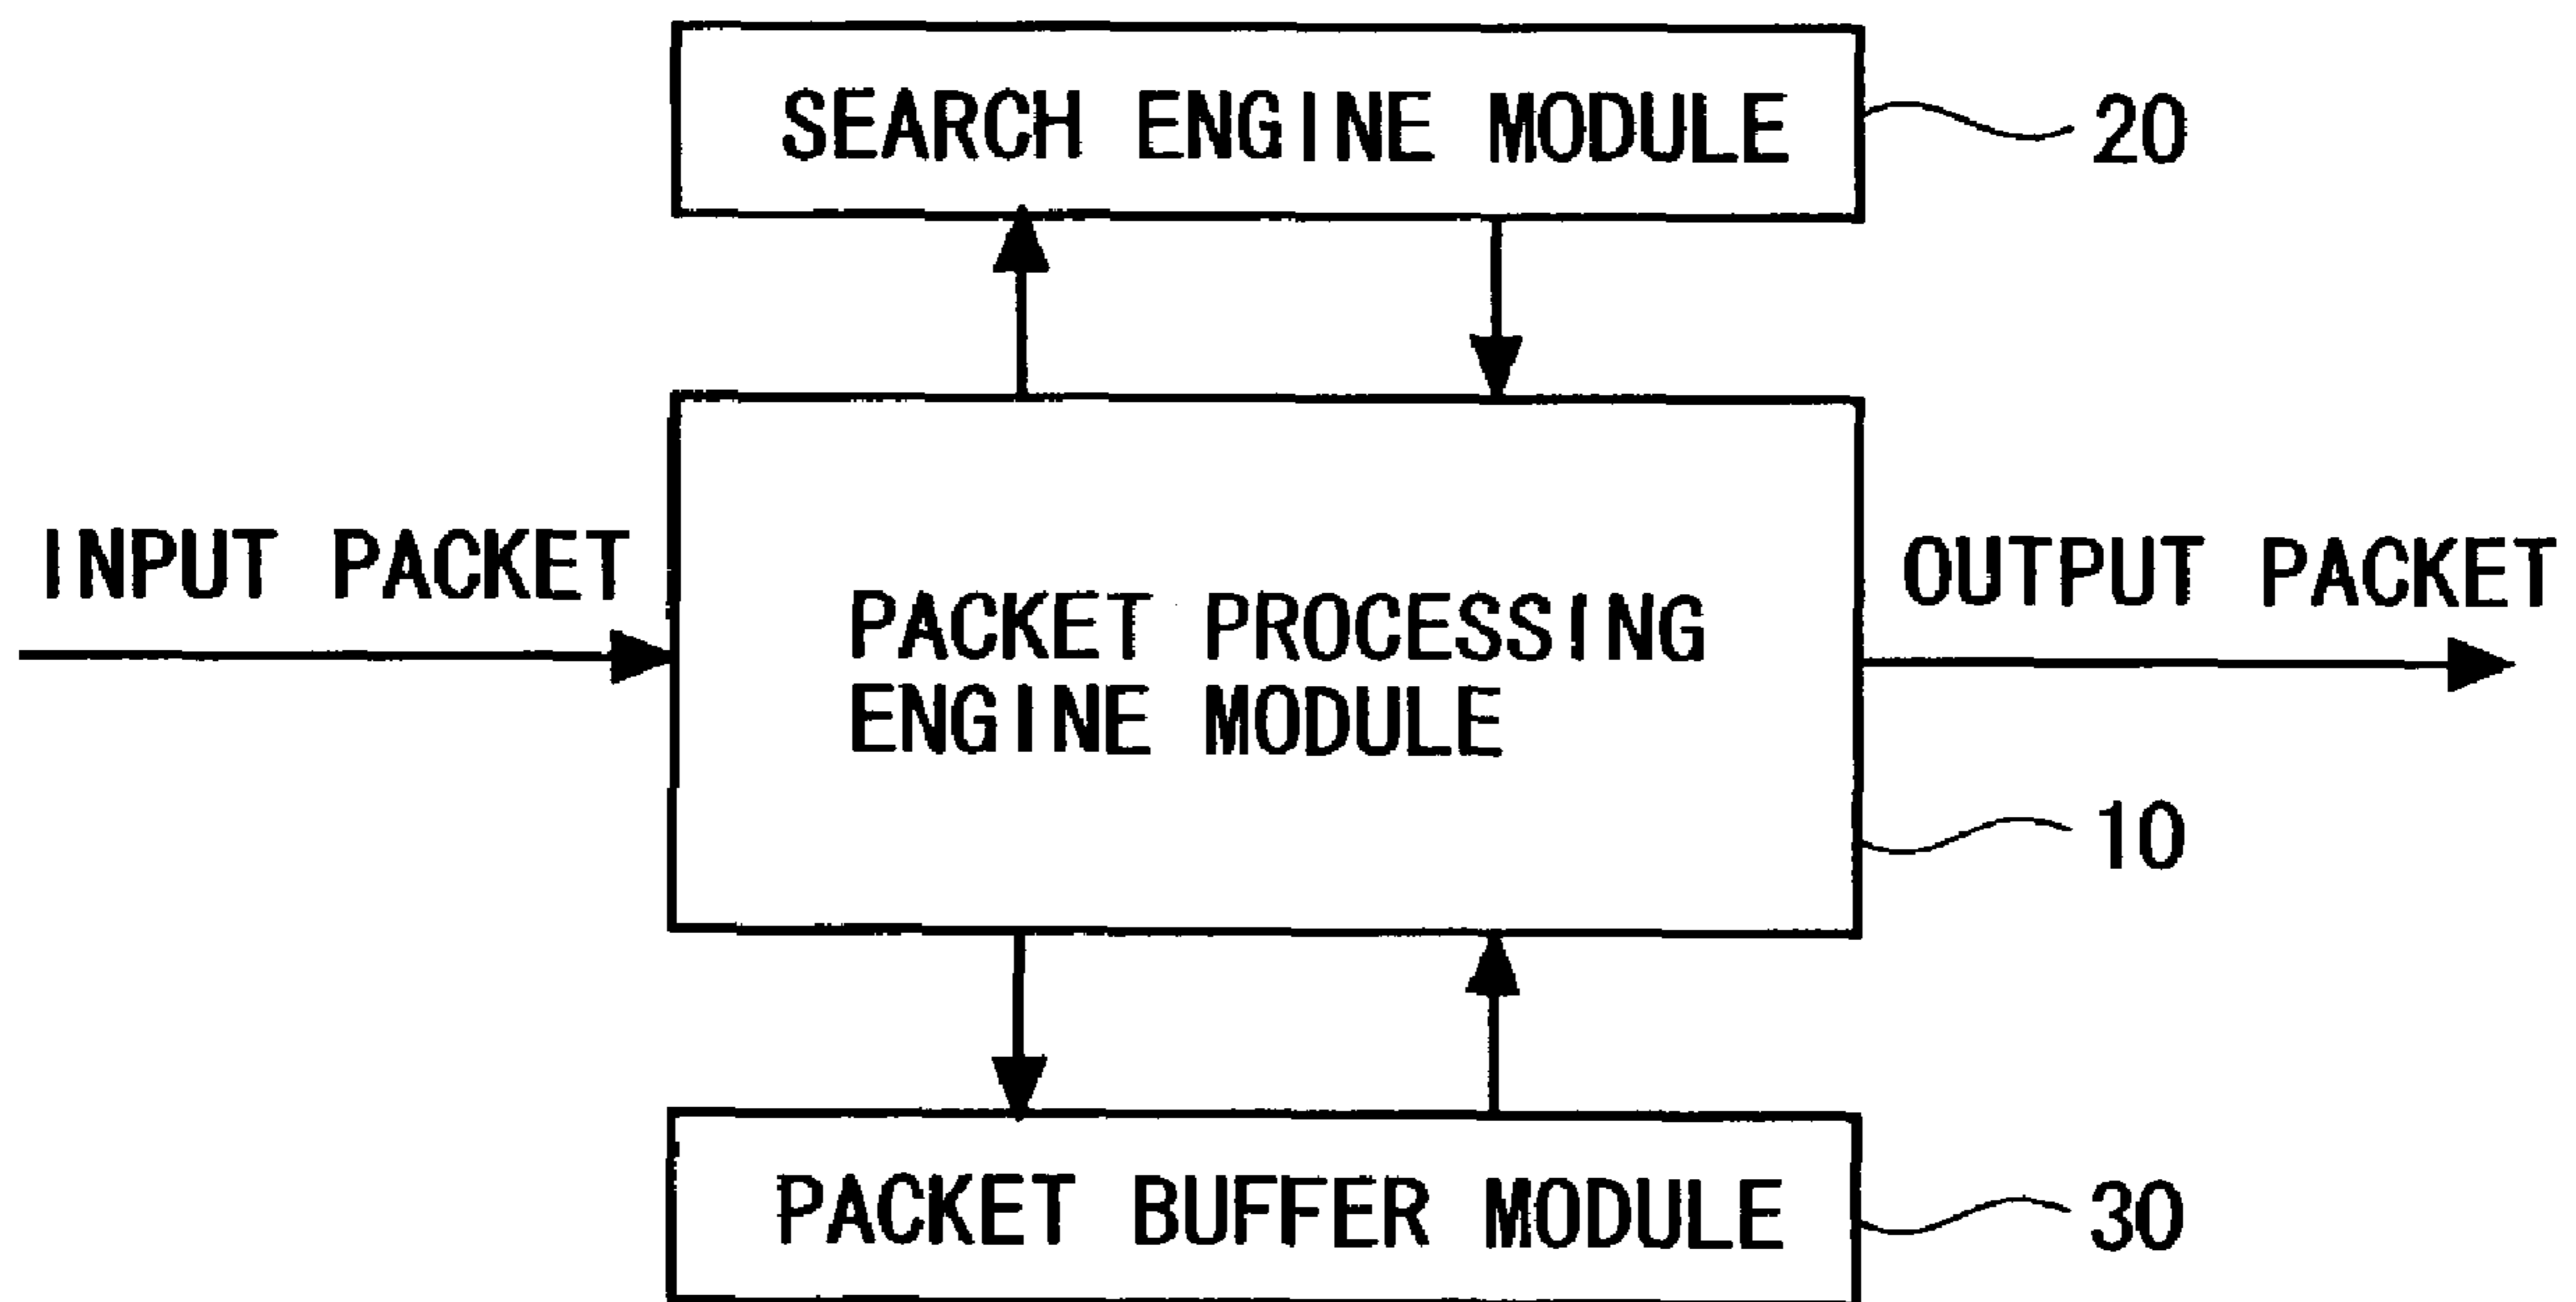 SEARCH ENGINE MODULE
20
INPUT PACKET
PACKET PROCESSING
ENGINE MODULE
OUTPUT PACKET
10
PACKET BUFFER MODULE
30